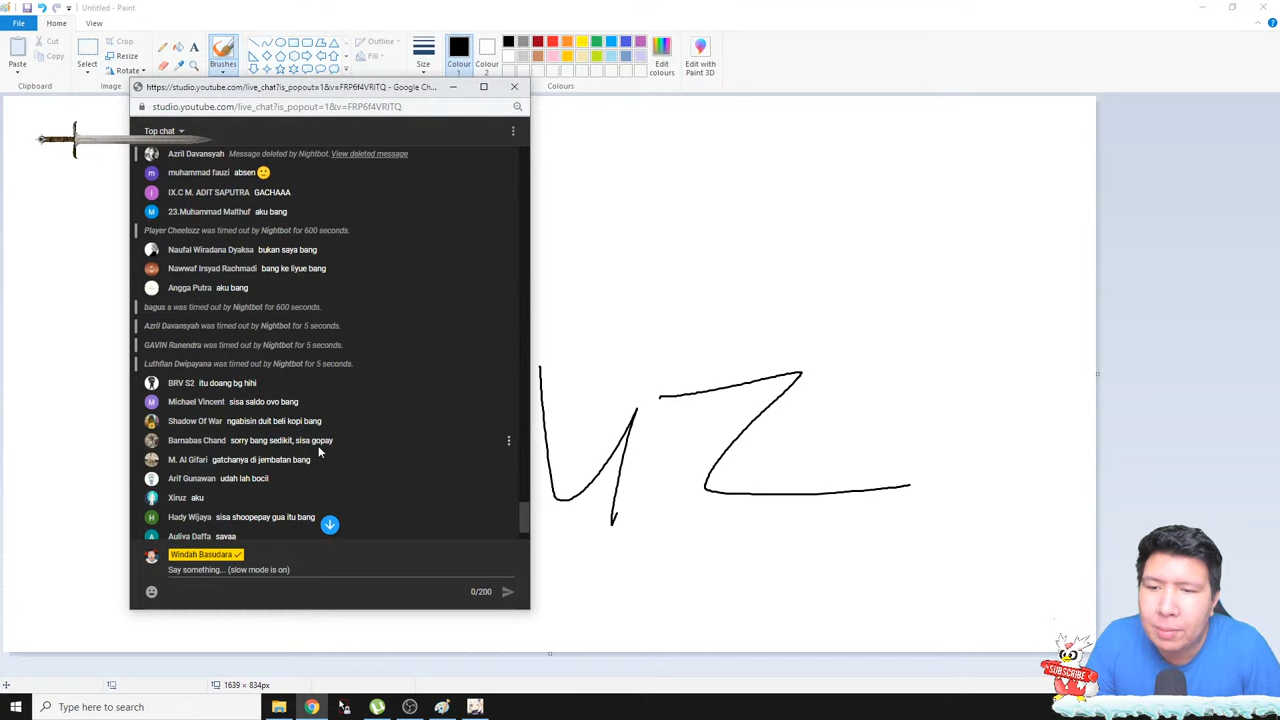 Untitled - Paint
File
Home
View
Paste
Cut
Copy
Clipboard
Select
Crop
Resize
Rotate
Image
A
Brushes
Outline
Fill
Size
Colour 1
Colour 2
Edit colours
Edit with Paint 3D
Colours
https://studio.youtube.com/live_chat?is_popout=1&v=FRP6f4VRITQ - Google Ch...
studio.youtube.com/live_chat?is_popout=1&v=FRP6f4VRITQ
Top chat
Azril Davansyah Message deleted by Nightbot. View deleted message
m muhammad fauzi absen
I IX.C M. ADIT SAPUTRA GACHAAA
M 23.Muhammad Malthuf aku bang
Player Cheetozz was timed out by Nightbot for 600 seconds.
Naufal Wiradana Dyaksa bukan saya bang
Nawwaf Irsyad Rachmadi bang ke liyue bang
Angga Putra aku bang
bagus s was timed out by Nightbot for 600 seconds.
Azril Davansyah was timed out by Nightbot for 5 seconds.
GAVIN Ranendra was timed out by Nightbot for 5 seconds.
Luthfian Dwipayana was timed out by Nightbot for 5 seconds.
BRV S2 itu doang bg hihi
M Michael Vincent sisa saldo ovo bang
Shadow Of War ngabisin duit beli kopi bang
Barnabas Chand sorry bang sedikit, sisa gopay
M. Al Gifari gatchanya di jembatan bang
Arif Gunawan udah lah bocil
Xiruz aku
H Hady Wijaya sisa shoopepay gua itu bang
A Auliya Daffa sayaa
Windah Basudara
Say something... (slow mode is on)
0/200
SUBSCRIBE
1639 × 834px
Type here to search